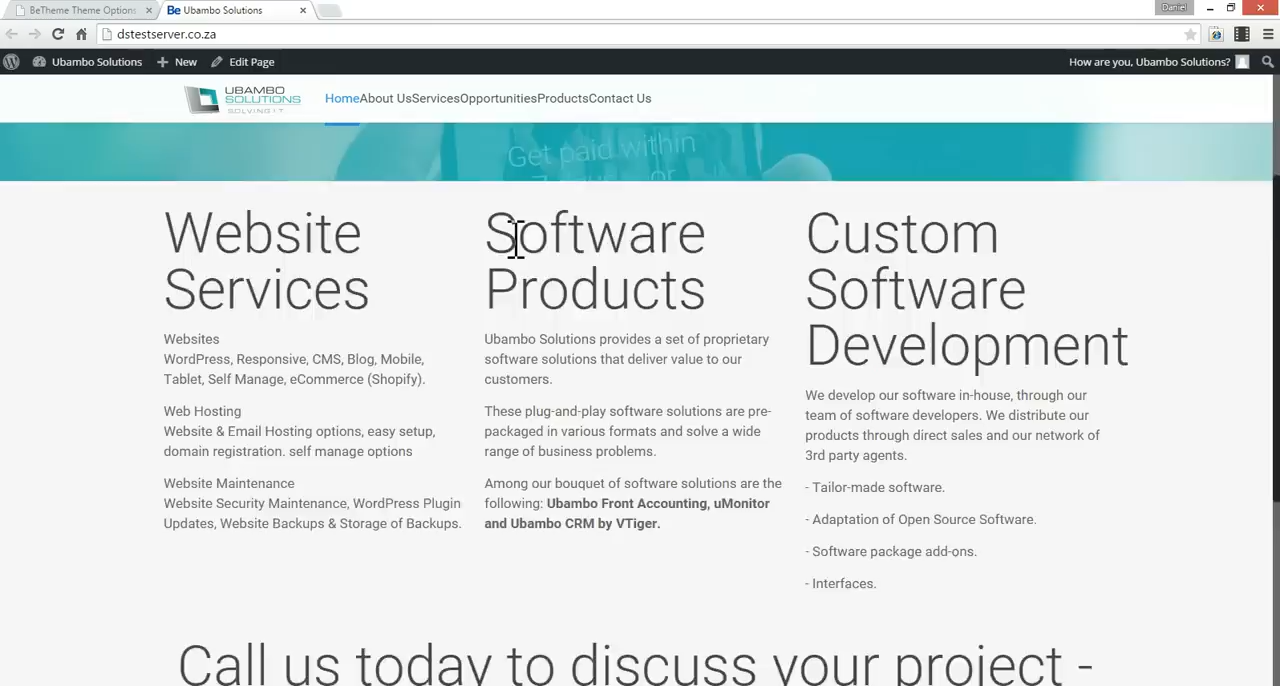 BeTheme Theme Options
Be Ubambo Solutions
Daniel
dstestserver.co.za
Ubambo Solutions
New
Edit Page
How are you, Ubambo Solutions?
UBAMBO
SOLUTIONS
SOLVING IT
Home
About Us
Services
Opportunities
Products
Contact Us
Get paid within
Website
Services
Websites
WordPress, Responsive, CMS, Blog, Mobile,
Tablet, Self Manage, eCommerce (Shopify).
Web Hosting
Website & Email Hosting options, easy setup,
domain registration. self manage options
Website Maintenance
Website Security Maintenance, WordPress Plugin
Updates, Website Backups & Storage of Backups.
Software
Products
Ubambo Solutions provides a set of proprietary
software solutions that deliver value to our
customers.
These plug-and-play software solutions are pre-
packaged in various formats and solve a wide
range of business problems.
Among our bouquet of software solutions are the
following: Ubambo Front Accounting, uMonitor
and Ubambo CRM by VTiger.
Custom
Software
Development
We develop our software in-house, through our
team of software developers. We distribute our
products through direct sales and our network of
3rd party agents.
- Tailor-made software.
- Adaptation of Open Source Software.
- Software package add-ons.
- Interfaces.
Call us today to discuss your project -